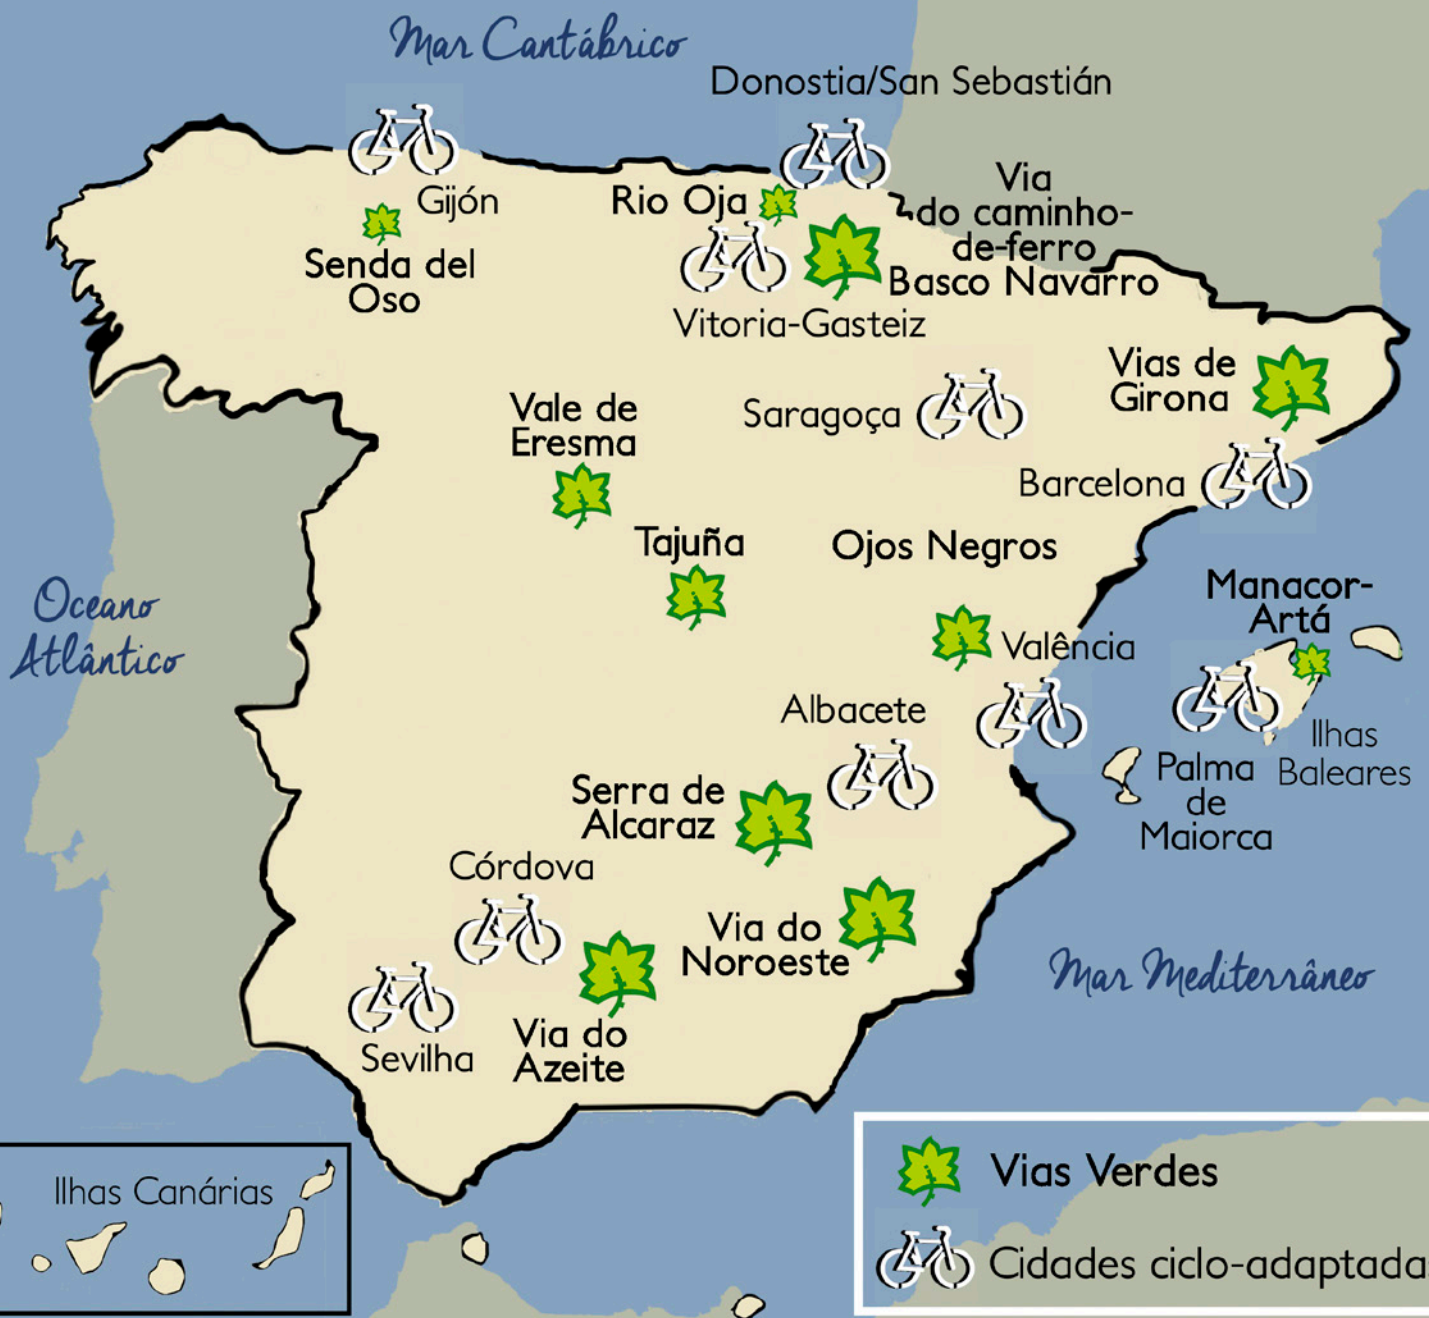 Mar Cantábrico
Donostia/San Sebastián
Gijón
Rio Oja
Via
do caminho-
de-ferro
Basco Navarro
Senda del
Oso
Vitoria-Gasteiz
Vias de
Girona
Vale de
Eresma
Saragoça
Barcelona
Tajuña
Ojos Negros
Oceano
Atlântico
Manacor-
Artá
Valência
Albacete
Ilhas
Baleares
Palma
de
Maiorca
Serra de
Alcaraz
Córdova
Via do
Noroeste
Mar Mediterrâneo
Sevilha
Via do
Azeite
Ilhas Canárias
Vias Verdes
Cidades ciclo-adaptada